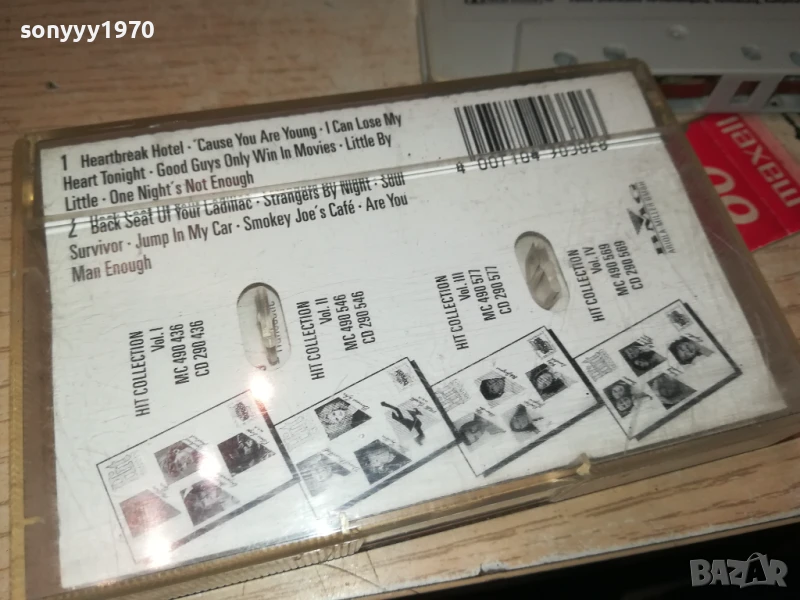 sonyyy1970
1 Heartbreak Hotel · 'Cause You Are Young · I Can Lose My
Heart Tonight · Good Guys Only Win In Movies · Little By
Little · One Night's Not Enough
2 Back Seat Of Your Cadillac · Strangers By Night · Soul
Survivor · Jump In My Car · Smokey Joe's Café · Are You
Man Enough
HIT COLLECTION
Vol. I
MC 490 436
CD 290 436
HIT COLLECTION
Vol. II
MC 490 546
CD 290 546
HIT COLLECTION
Vol. III
MC 490 577
CD 290 577
HIT COLLECTION
Vol. IV
MC 490 569
CD 290 569
maxell
90
BAZAR